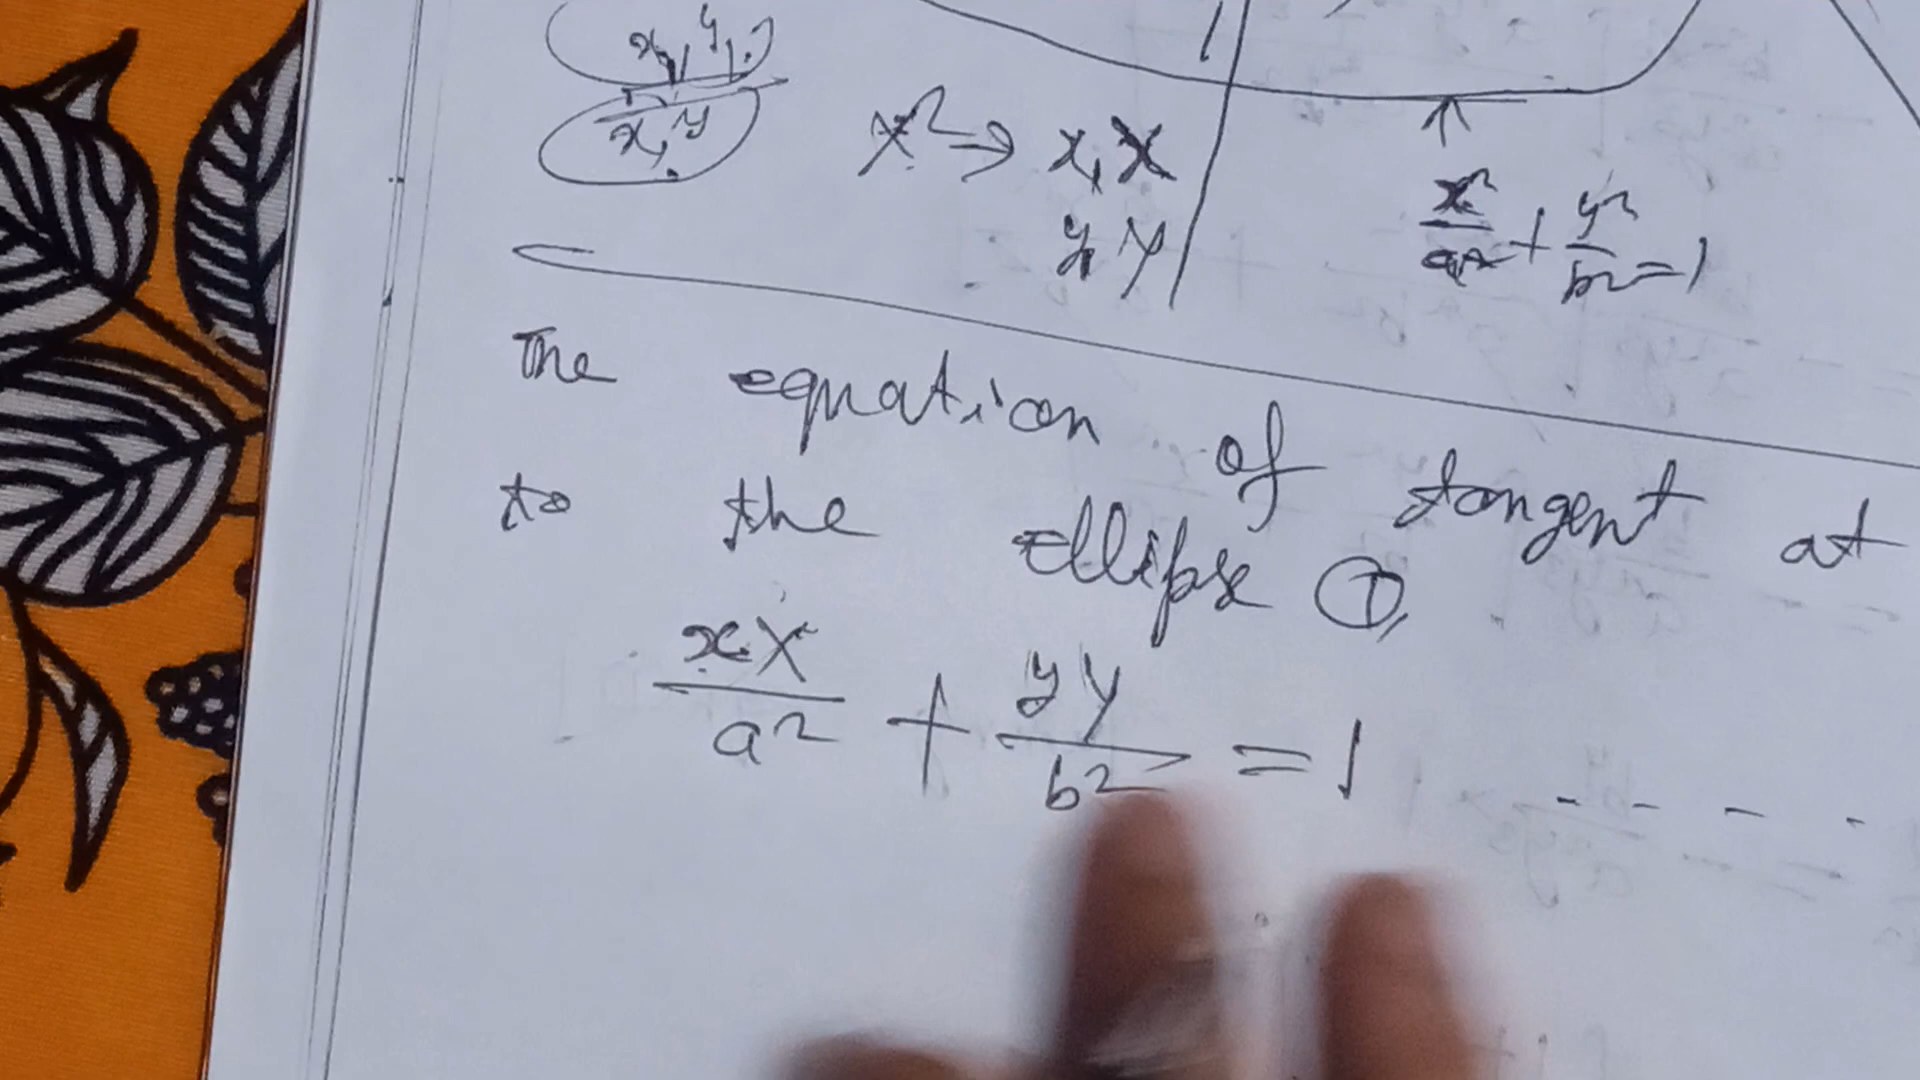 x₁ y₁
x₁ y
x² → x₁x
y₁y
x²/a² + y²/b² = 1
The equation of tangent at
to the ellipse ①,
xX/a² + yY/b² = 1 - - - -